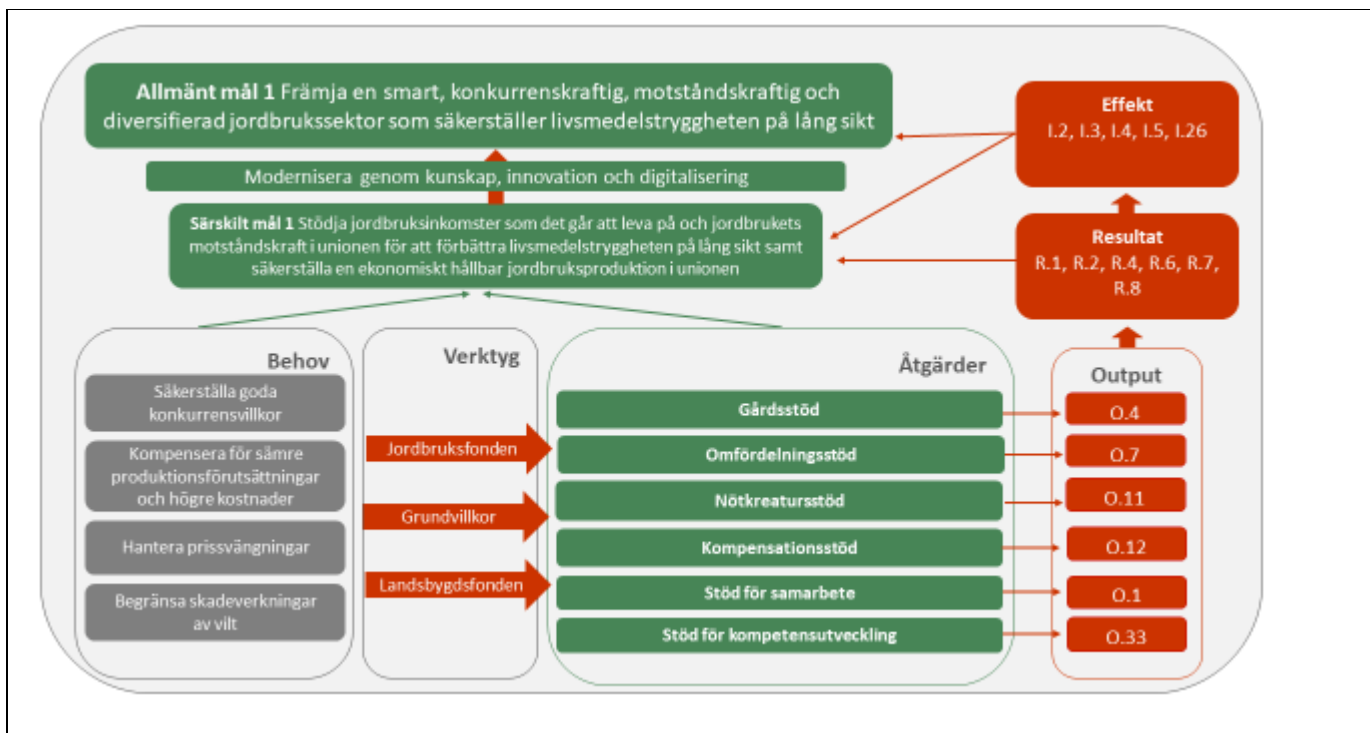 Allmänt mål 1 Främja en smart, konkurrenskraftig, motståndskraftig och
diversifierad jordbrukssektor som säkerställer livsmedelstryggheten på lång sikt
Modernisera genom kunskap, innovation och digitalisering
Särskilt mål 1 Stödja jordbruksinkomster som det går att leva på och jordbrukets
motståndskraft i unionen för att förbättra livsmedelstryggheten på lång sikt samt
säkerställa en ekonomiskt hållbar jordbruksproduktion i unionen
Effekt
I.2, I.3, I.4, I.5, I.26
Resultat
R.1, R.2, R.4, R.6, R.7,
R.8
Behov
Säkerställa goda
konkurrensvillkor
Kompensera för sämre
produktionsförutsättningar
och högre kostnader
Hantera prissvängningar
Begränsa skadeverkningar
av vilt
Verktyg
Jordbruksfonden
Grundvillkor
Landsbygdsfonden
Åtgärder
Gårdsstöd
Omfördelningsstöd
Nötkreatursstöd
Kompensationsstöd
Stöd för samarbete
Stöd för kompetensutveckling
Output
O.4
O.7
O.11
O.12
O.1
O.33